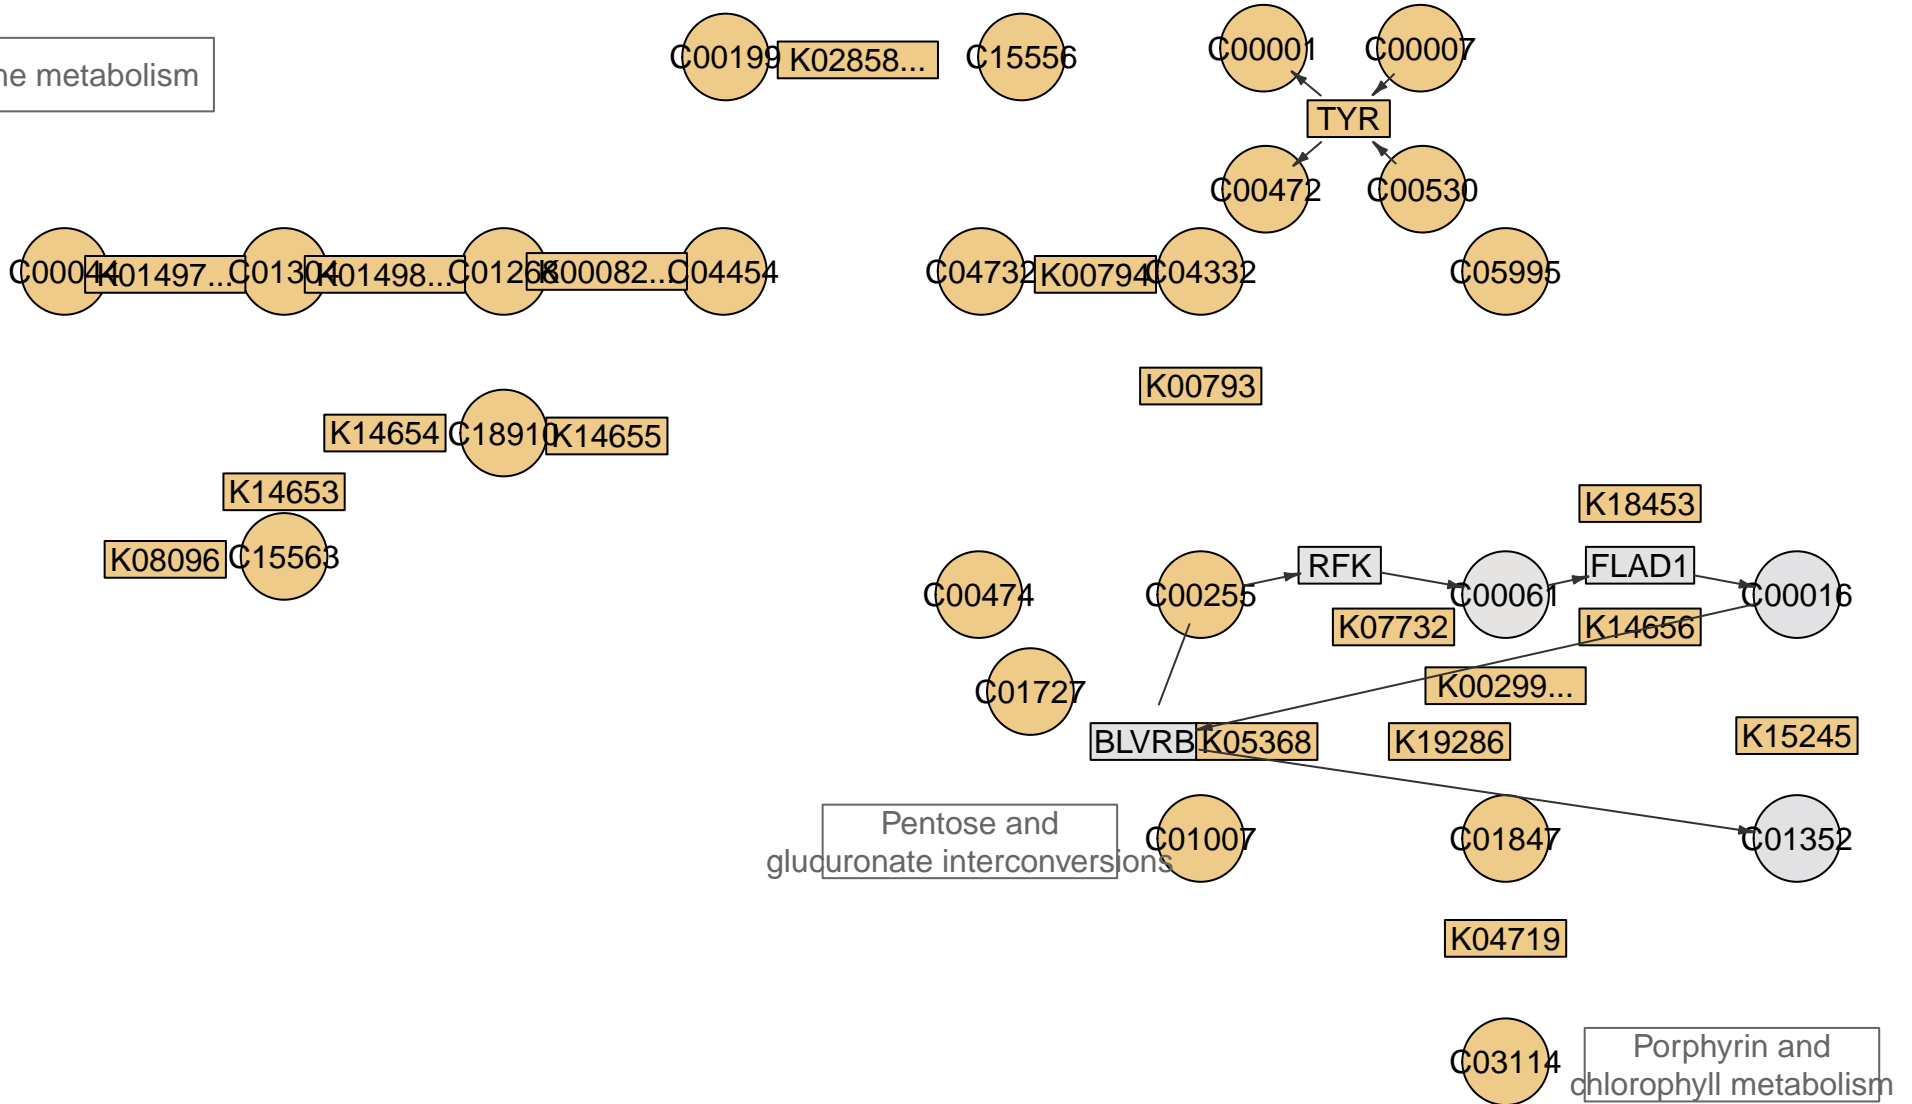 C00199 K02858... C15556 C00001 C00007
ne metabolism
TYR
C00472 C00530
C00044 K01497... C01304 K01498... C01268 K00082... C04454 C04732 K00794 C04332 C05995
K00793
K14654 C18910 K14655
K14653
K18453
K08096 C15563
RFK FLAD1
C00474 C00255 C00061 C00016
K07732 K14656
C01727 K00299...
BLVRB K05368 K19286 K15245
Pentose and
glucuronate interconversions
C01007 C01847 C01352
K04719
C03114
Porphyrin and
chlorophyll metabolism